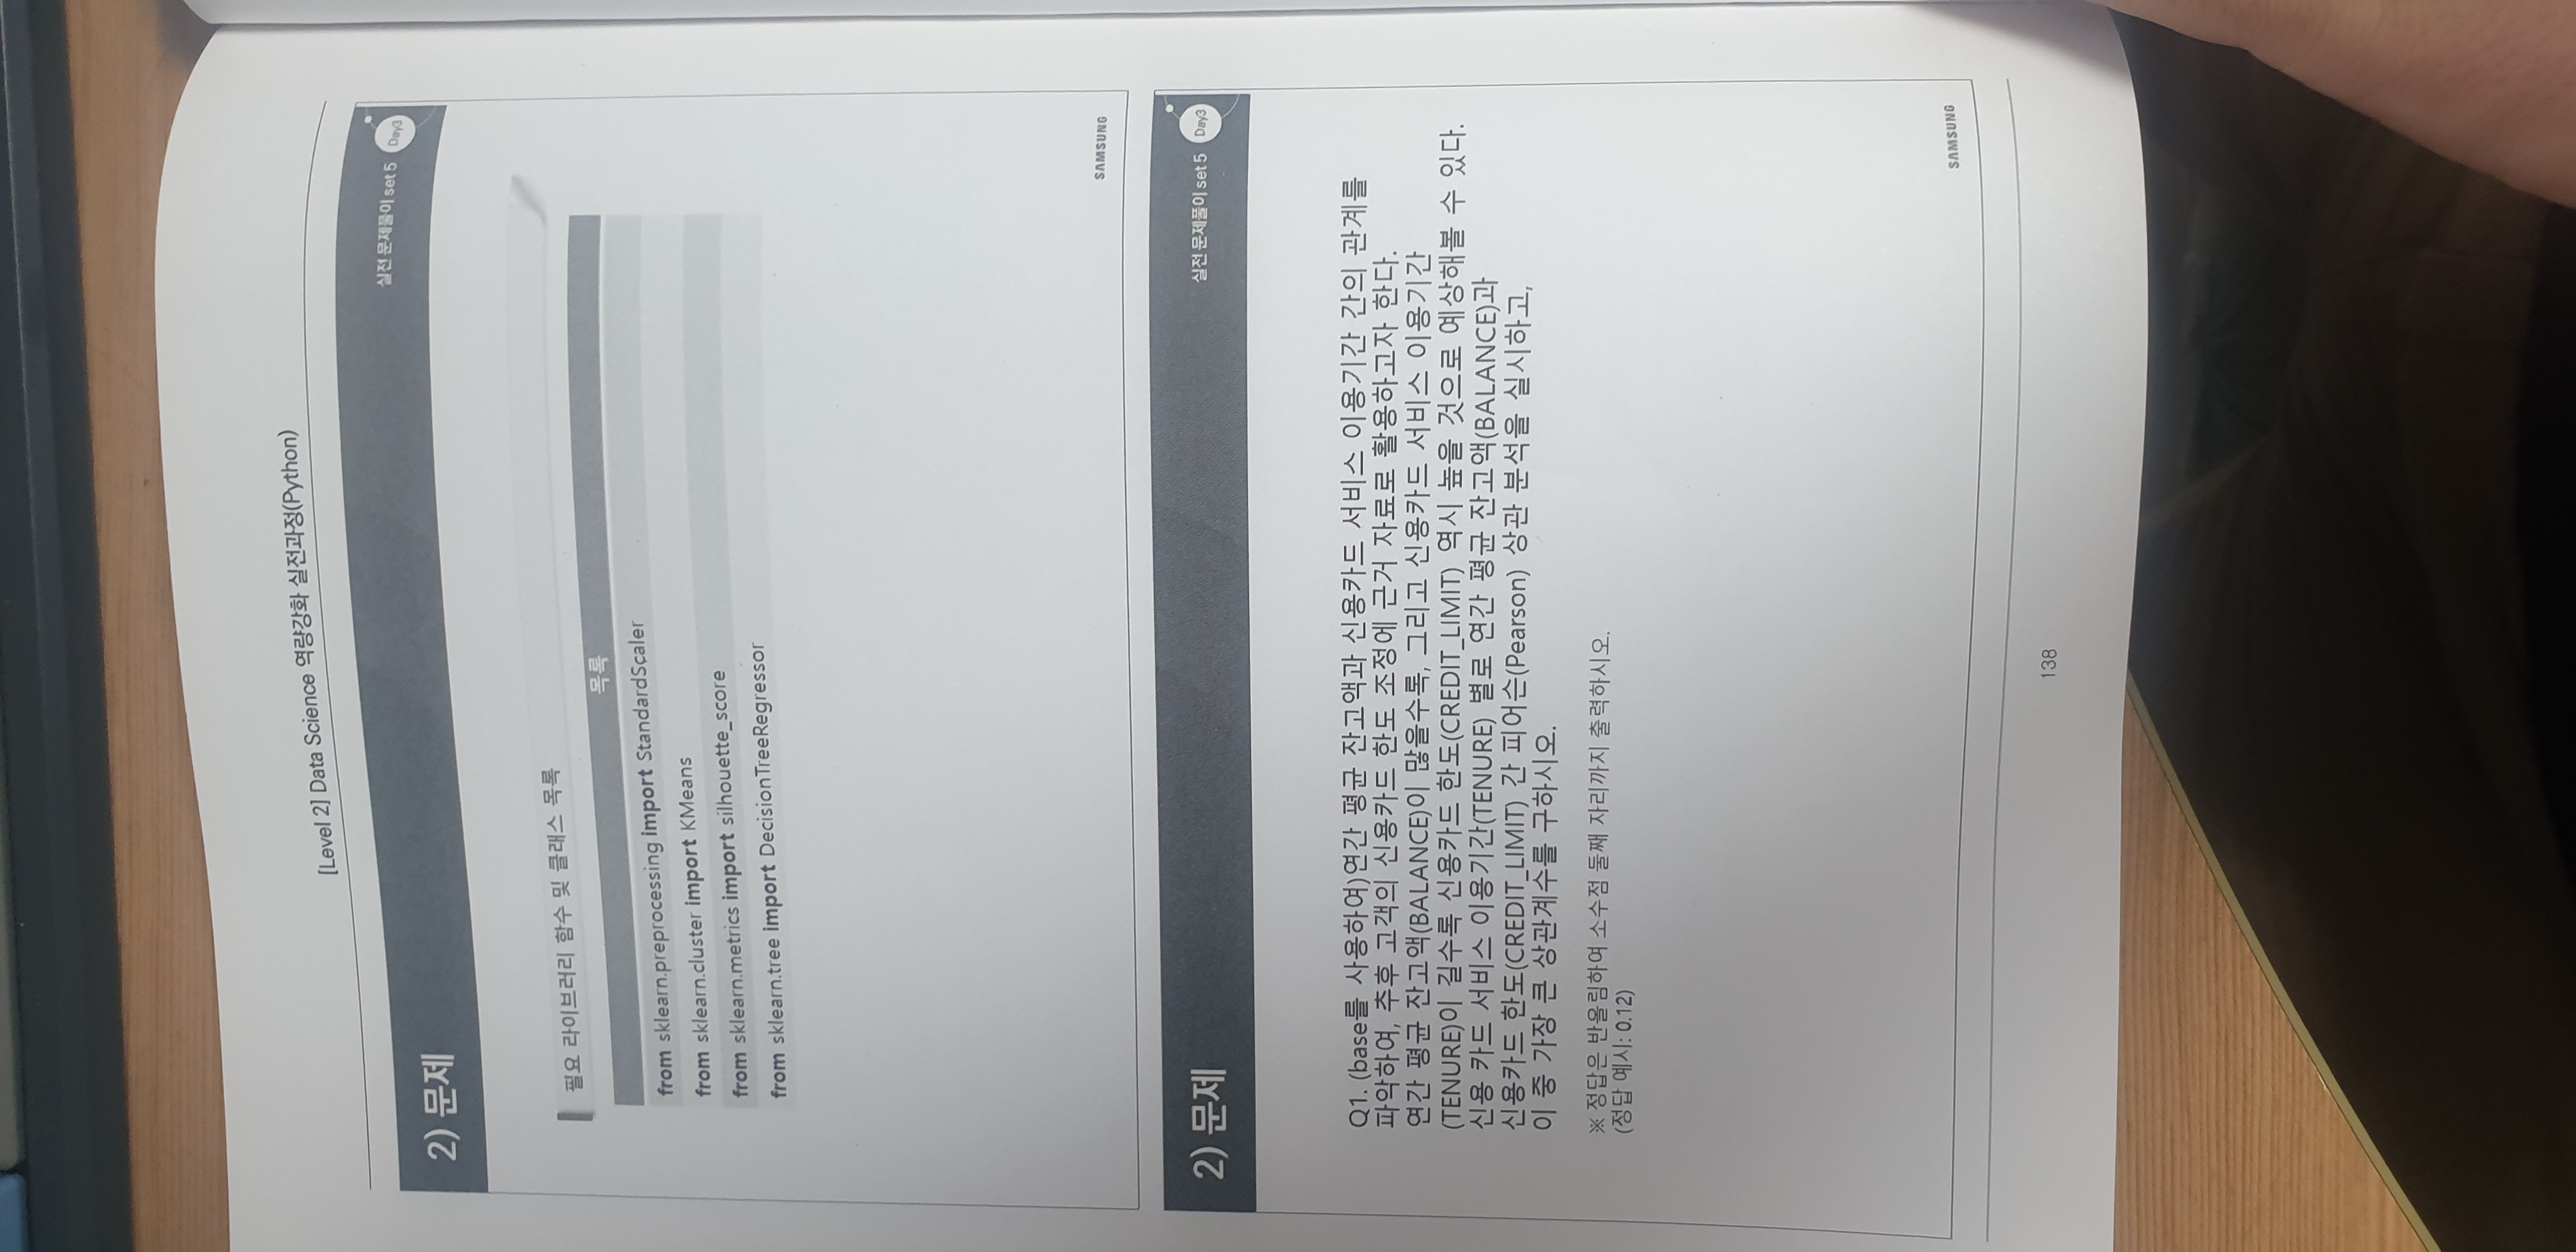 [Level 2] Data Science 역량강화 실전과정(Python)
2) 문제
실전 문제풀이 set 5
Day3
필요 라이브러리 함수 및 클래스 목록
목록
from sklearn.preprocessing import StandardScaler
from sklearn.cluster import KMeans
from sklearn.metrics import silhouette_score
from sklearn.tree import DecisionTreeRegressor
SAMSUNG
2) 문제
실전 문제풀이 set 5
Day3
Q1. (base를 사용하여)연간 평균 잔고액과 신용카드 서비스 이용기간 간의 관계를
파악하여, 추후 고객의 신용카드 한도 조정에 근거 자료로 활용하고자 한다.
연간 평균 잔고액(BALANCE)이 많을수록, 그리고 신용카드 서비스 이용기간
(TENURE)이 길수록 신용카드 한도(CREDIT_LIMIT) 역시 높을 것으로 예상해볼 수 있다.
신용 카드 서비스 이용기간(TENURE) 별로 연간 평균 잔고액(BALANCE)과
신용카드 한도(CREDIT_LIMIT) 간 피어슨(Pearson) 상관 분석을 실시하고,
이 중 가장 큰 상관계수를 구하시오.
※ 정답은 반올림하여 소수점 둘째 자리까지 출력하시오.
(정답 예시: 0.12)
SAMSUNG
138